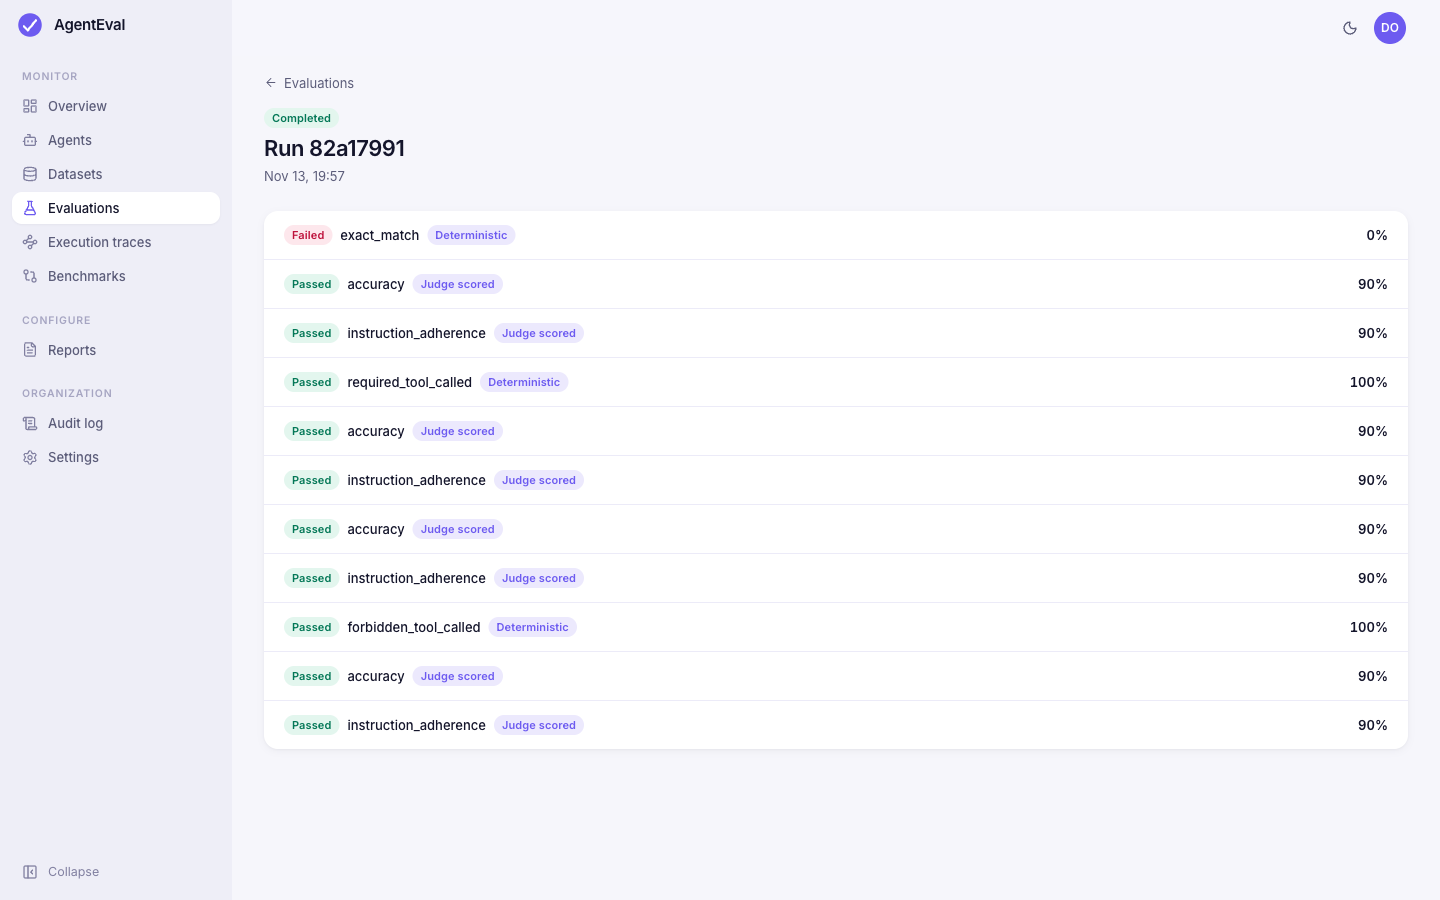 AgentEval
DO
MONITOR
Overview
Agents
Datasets
Evaluations
Execution traces
Benchmarks
CONFIGURE
Reports
ORGANIZATION
Audit log
Settings
Collapse
← Evaluations
Completed
Run 82a17991
Nov 13, 19:57
Failed exact_match Deterministic 0%
Passed accuracy Judge scored 90%
Passed instruction_adherence Judge scored 90%
Passed required_tool_called Deterministic 100%
Passed accuracy Judge scored 90%
Passed instruction_adherence Judge scored 90%
Passed accuracy Judge scored 90%
Passed instruction_adherence Judge scored 90%
Passed forbidden_tool_called Deterministic 100%
Passed accuracy Judge scored 90%
Passed instruction_adherence Judge scored 90%